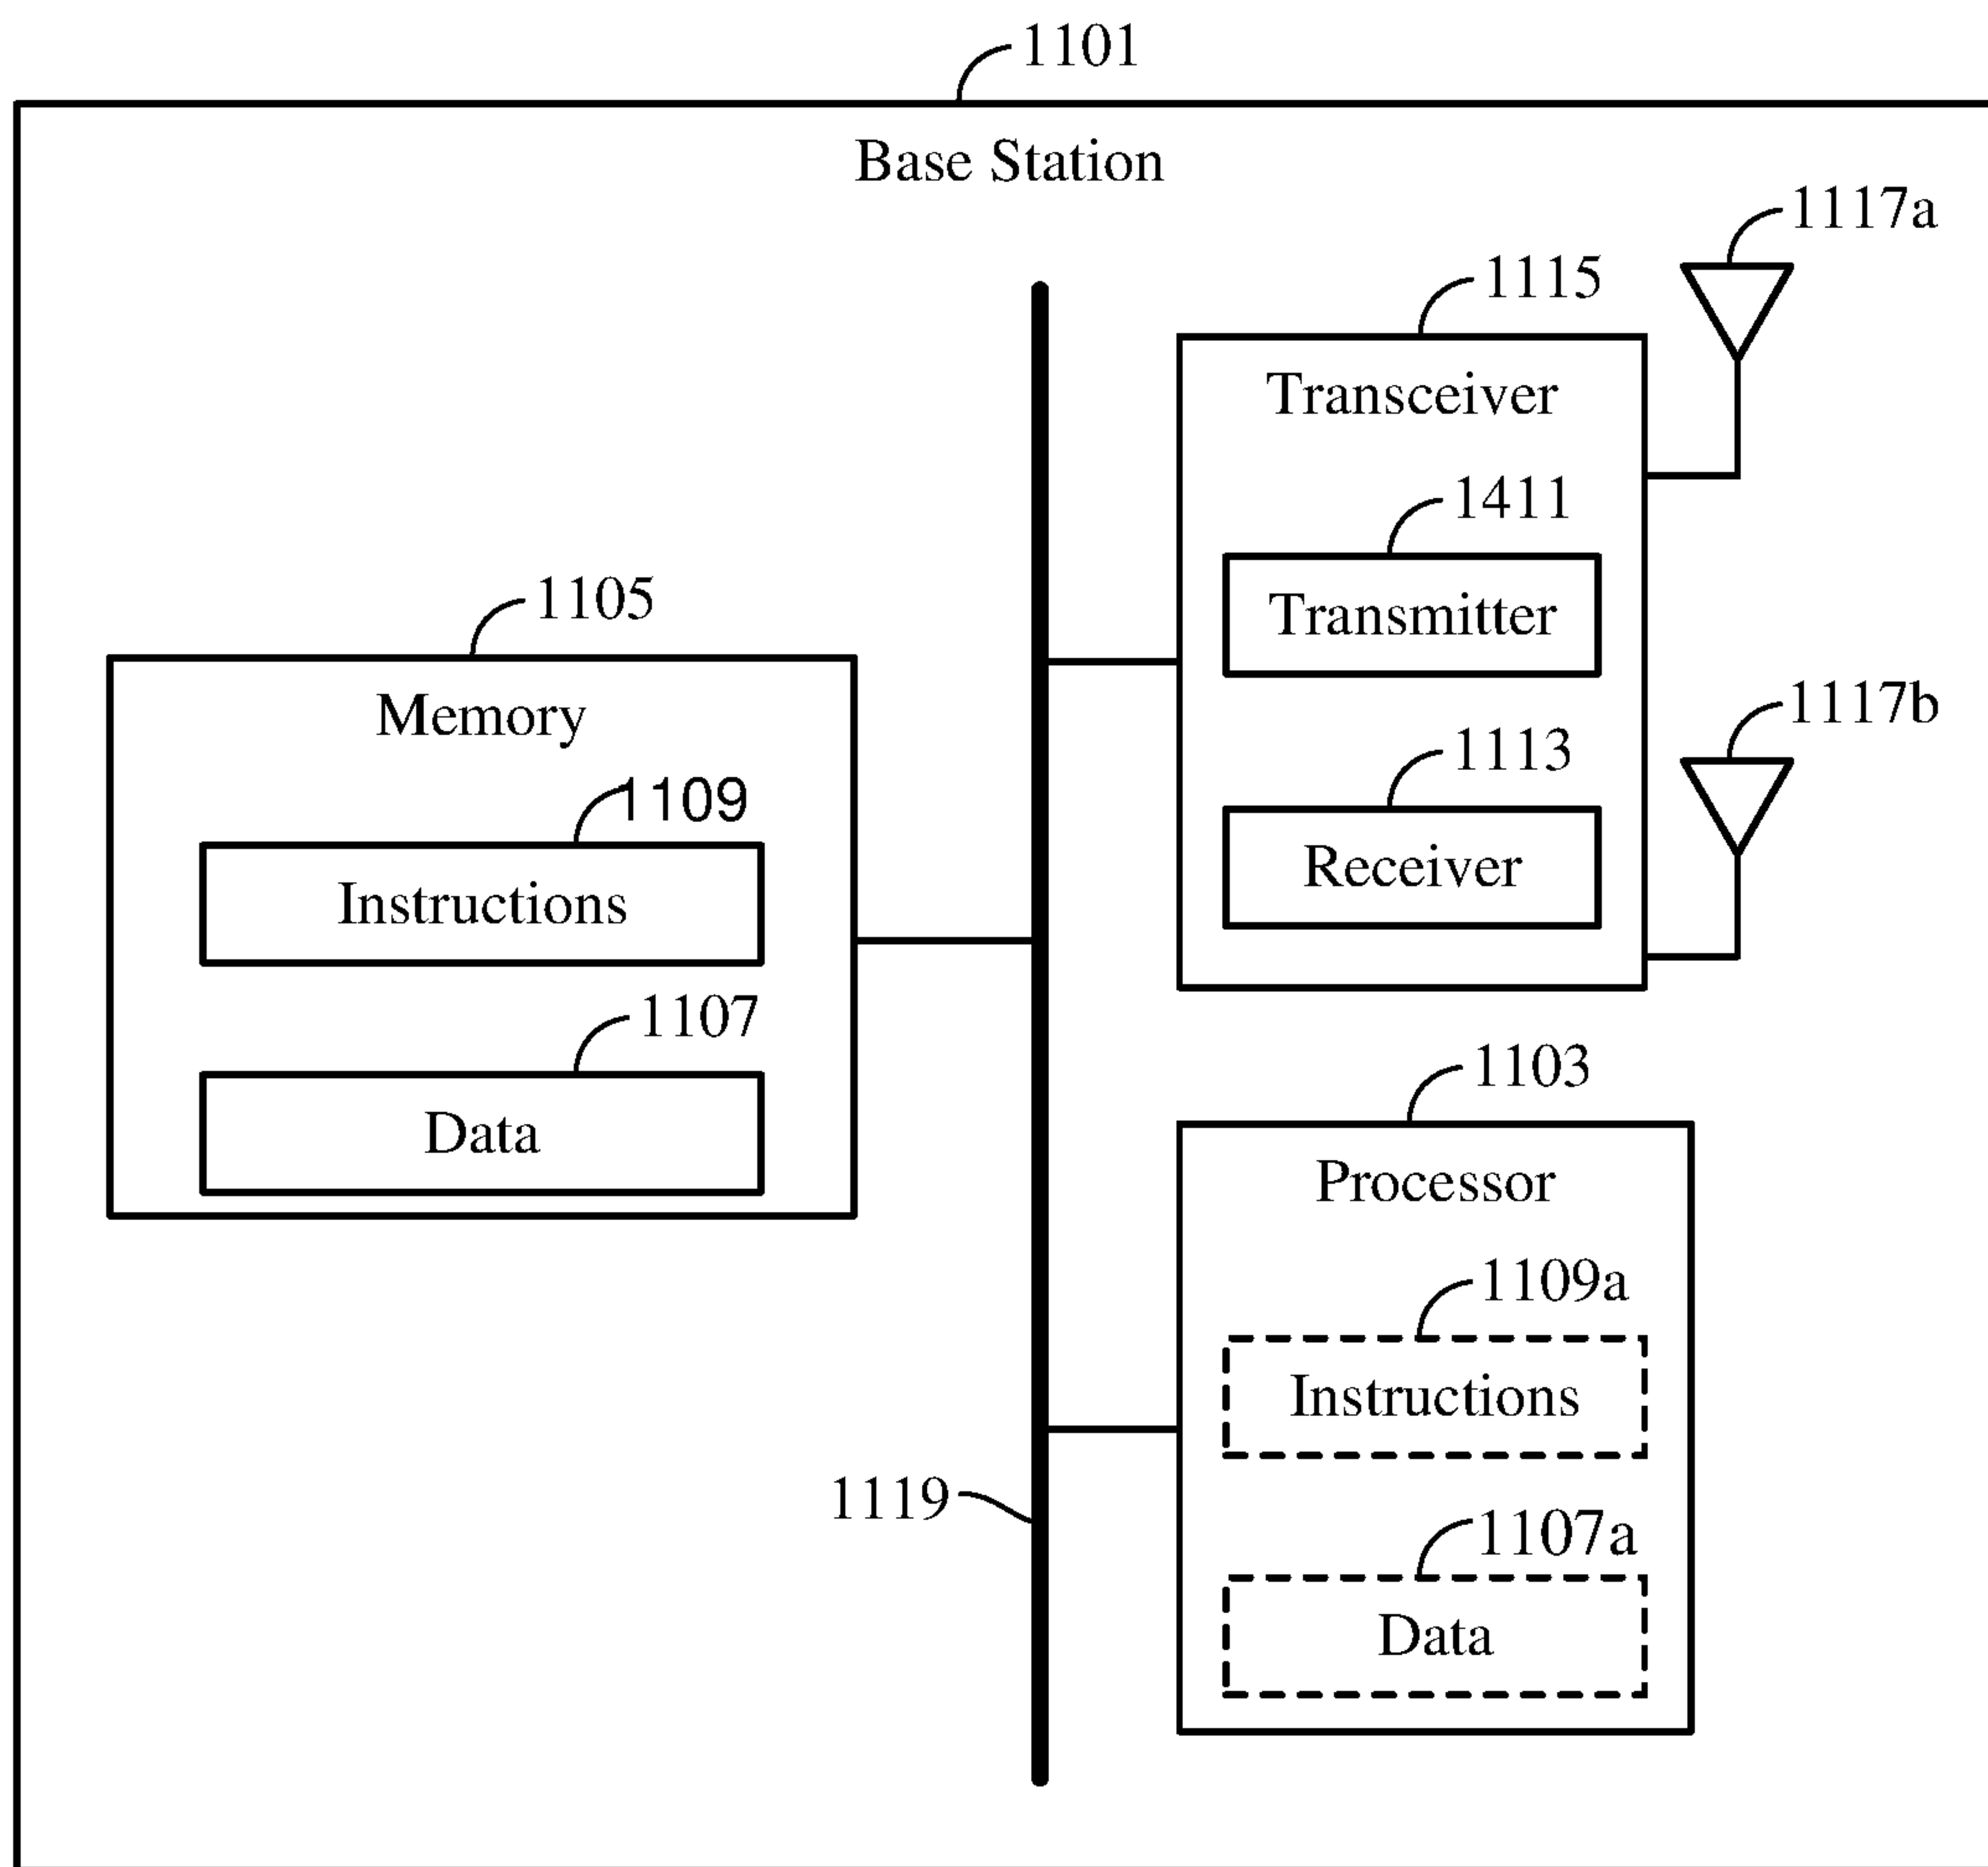 1101
Base Station
1117a
1115
Transceiver
1411
Transmitter
1105
1117b
Memory
1113
1109
Receiver
Instructions
1107
1103
Data
Processor
1109a
Instructions
1119
1107a
Data